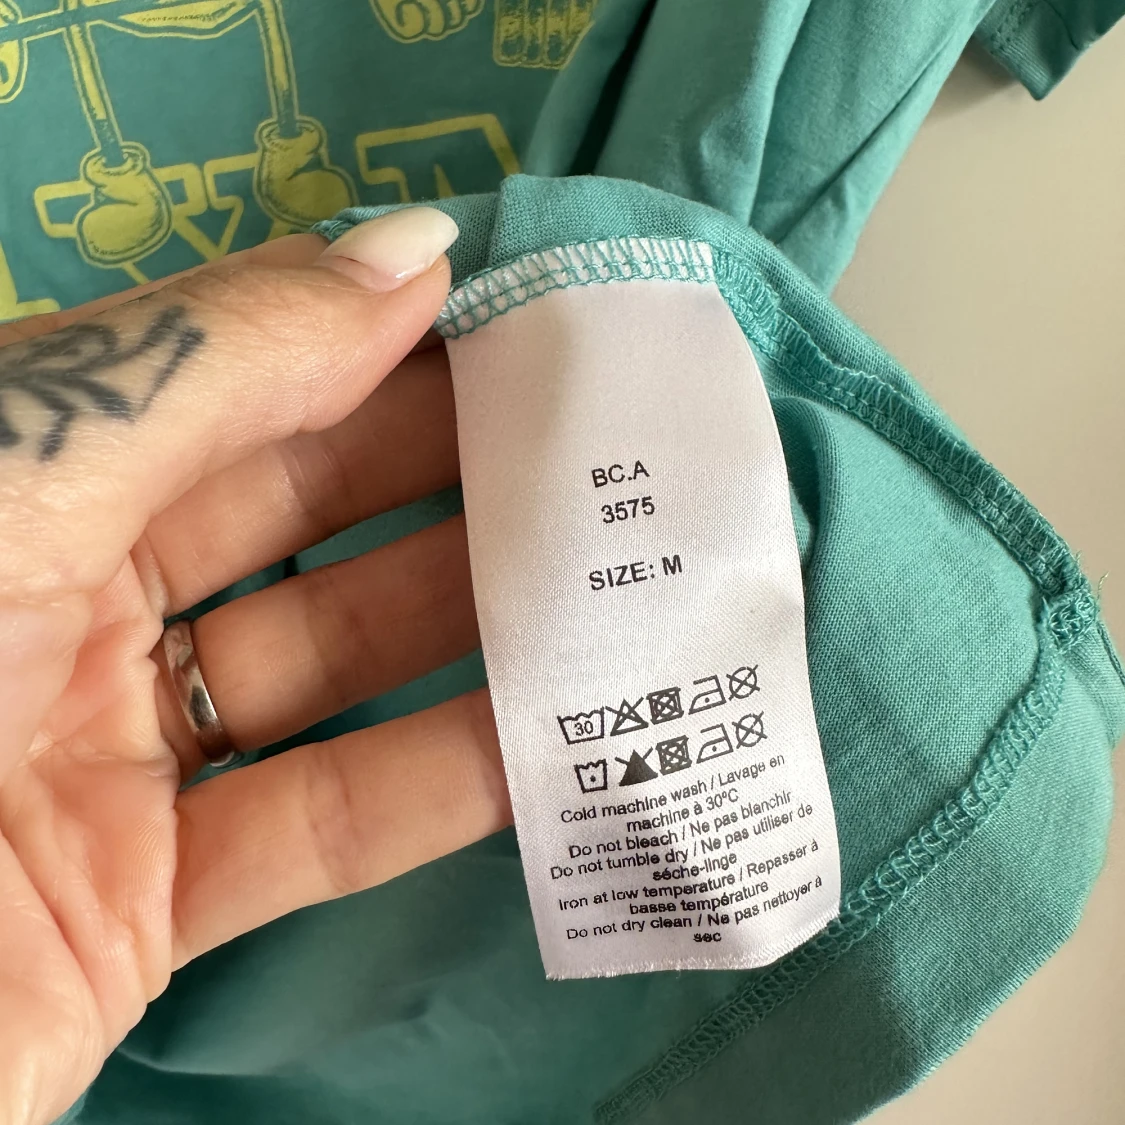 BC.A
3575
SIZE: M
30
Cold machine wash / Lavage en
machine à 30°C
Do not bleach / Ne pas blanchir
Do not tumble dry / Ne pas utiliser de
séche-linge
Iron at low temperature / Repasser à
basse température
Do not dry clean / Ne pas nettoyer à
sec